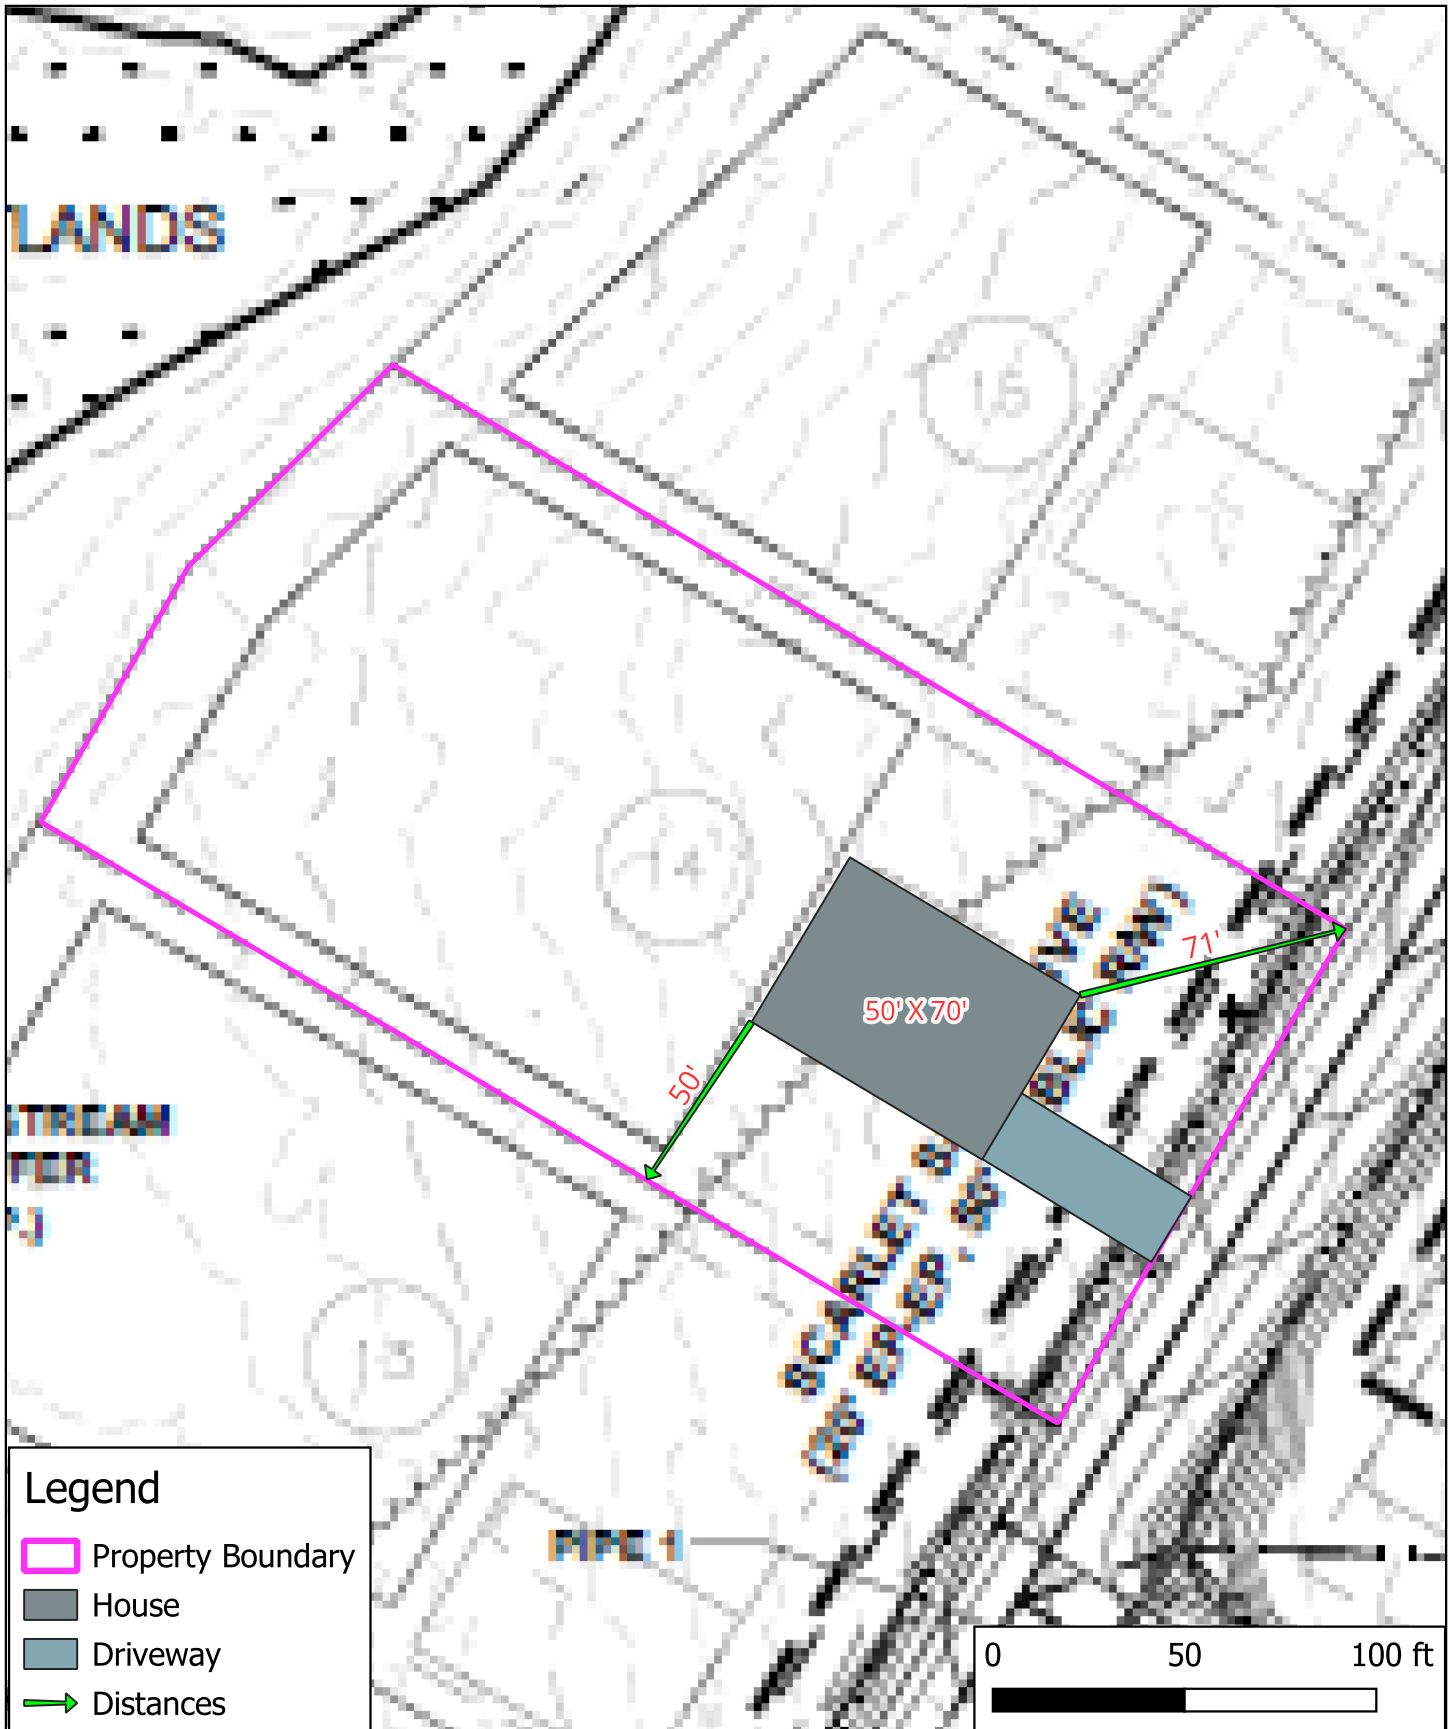 LANDS
15
14
71'
50' X 70'
50'
STREAM
SCARLET
13
PIPE 1
Legend
Property Boundary
House
Driveway
Distances
0 50 100 ft